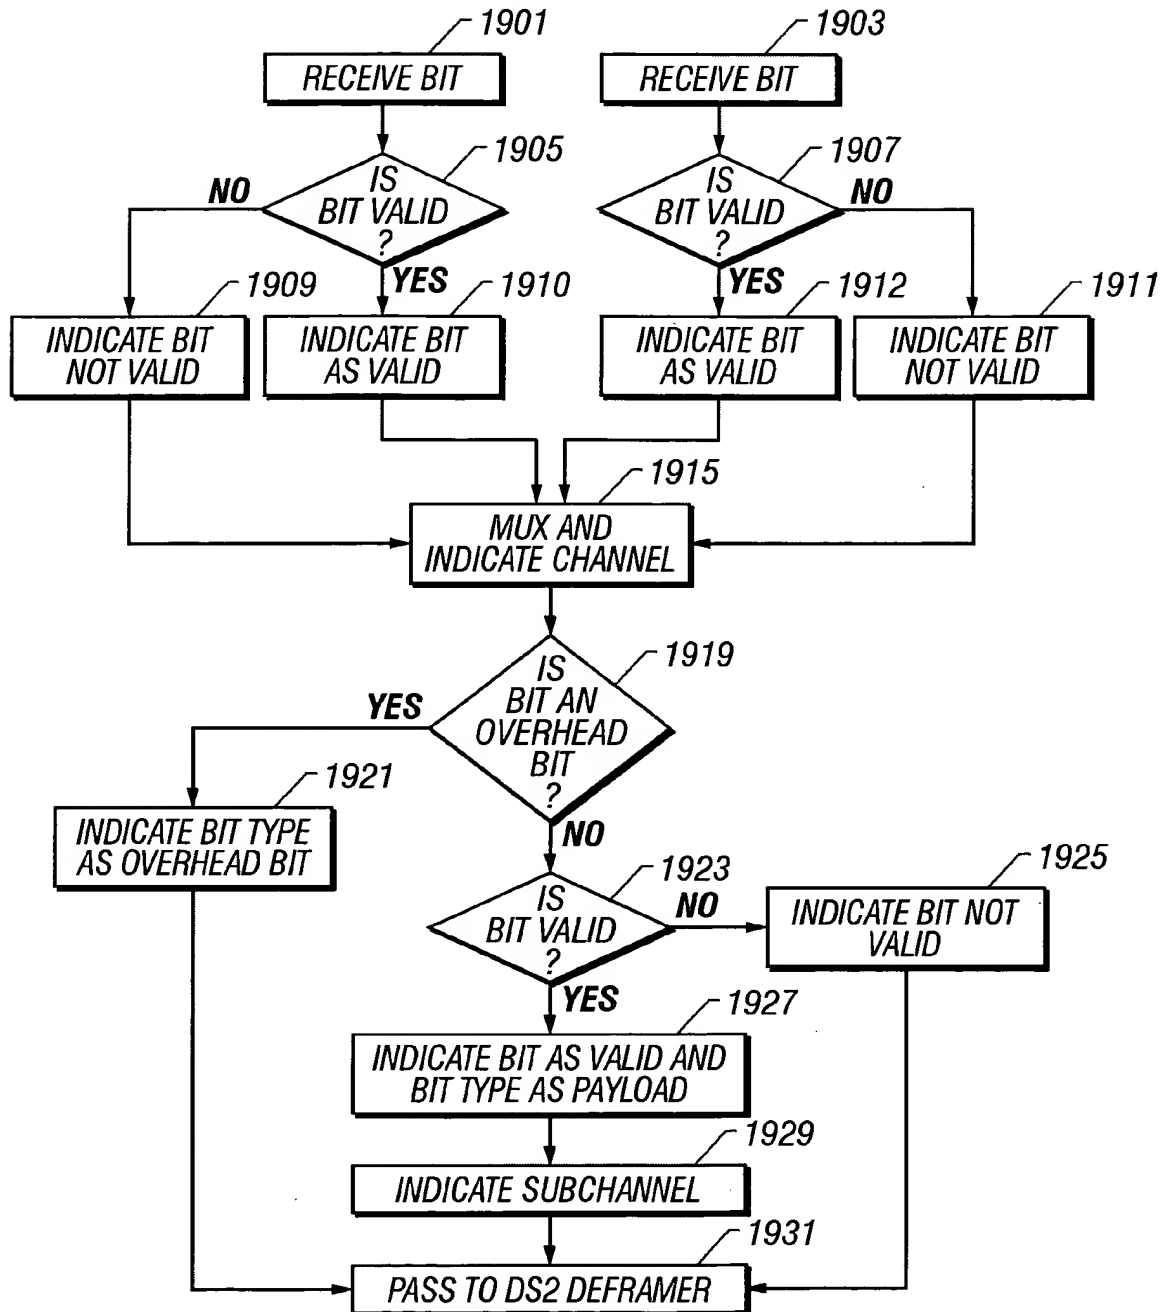 1901
1903
RECEIVE BIT
RECEIVE BIT
1905
1907
IS
BIT VALID
?
NO
YES
IS
BIT VALID
?
NO
YES
1909
1910
1912
1911
INDICATE BIT
NOT VALID
INDICATE BIT
AS VALID
INDICATE BIT
AS VALID
INDICATE BIT
NOT VALID
1915
MUX AND
INDICATE CHANNEL
1919
IS
BIT AN
OVERHEAD
BIT
?
YES
NO
1921
INDICATE BIT TYPE
AS OVERHEAD BIT
1923
IS
BIT VALID
?
NO
YES
1925
INDICATE BIT NOT
VALID
1927
INDICATE BIT AS VALID AND
BIT TYPE AS PAYLOAD
1929
INDICATE SUBCHANNEL
1931
PASS TO DS2 DEFRAMER